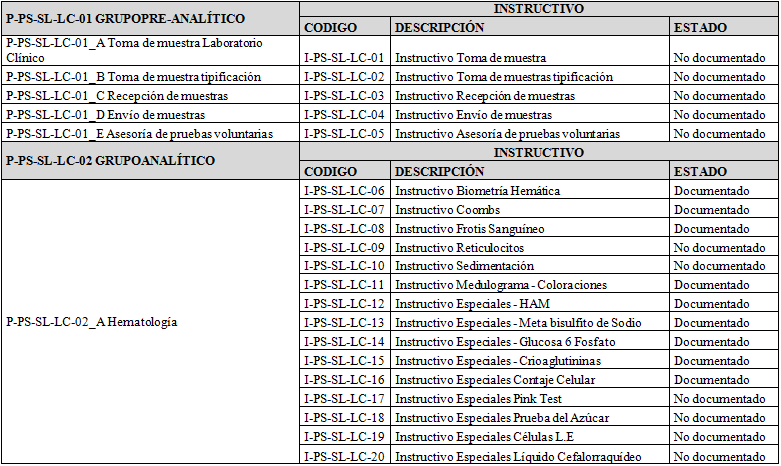 P-PS-SL-LC-01 GRUPOPRE-ANALÍTICO
INSTRUCTIVO
CODIGO DESCRIPCIÓN ESTADO
P-PS-SL-LC-01_A Toma de muestra Laboratorio
Clínico I-PS-SL-LC-01 Instructivo Toma de muestra No documentado
P-PS-SL-LC-01_B Toma de muestra tipificación I-PS-SL-LC-02 Instructivo Toma de muestras tipificación No documentado
P-PS-SL-LC-01_C Recepción de muestras I-PS-SL-LC-03 Instructivo Recepción de muestras No documentado
P-PS-SL-LC-01_D Envío de muestras I-PS-SL-LC-04 Instructivo Envío de muestras No documentado
P-PS-SL-LC-01_E Asesoría de pruebas voluntarias I-PS-SL-LC-05 Instructivo Asesoría de pruebas voluntarias No documentado
P-PS-SL-LC-02 GRUPOANALÍTICO
INSTRUCTIVO
CODIGO DESCRIPCIÓN ESTADO
P-PS-SL-LC-02_A Hematología
I-PS-SL-LC-06 Instructivo Biometría Hemática Documentado
I-PS-SL-LC-07 Instructivo Coombs Documentado
I-PS-SL-LC-08 Instructivo Frotis Sanguíneo Documentado
I-PS-SL-LC-09 Instructivo Reticulocitos No documentado
I-PS-SL-LC-10 Instructivo Sedimentación No documentado
I-PS-SL-LC-11 Instructivo Medulograma - Coloraciones Documentado
I-PS-SL-LC-12 Instructivo Especiales - HAM Documentado
I-PS-SL-LC-13 Instructivo Especiales - Meta bisulfito de Sodio Documentado
I-PS-SL-LC-14 Instructivo Especiales - Glucosa 6 Fosfato Documentado
I-PS-SL-LC-15 Instructivo Especiales - Crioaglutininas Documentado
I-PS-SL-LC-16 Instructivo Especiales Contaje Celular Documentado
I-PS-SL-LC-17 Instructivo Especiales Pink Test No documentado
I-PS-SL-LC-18 Instructivo Especiales Prueba del Azúcar No documentado
I-PS-SL-LC-19 Instructivo Especiales Células L.E No documentado
I-PS-SL-LC-20 Instructivo Especiales Líquido Cefalorraquídeo No documentado